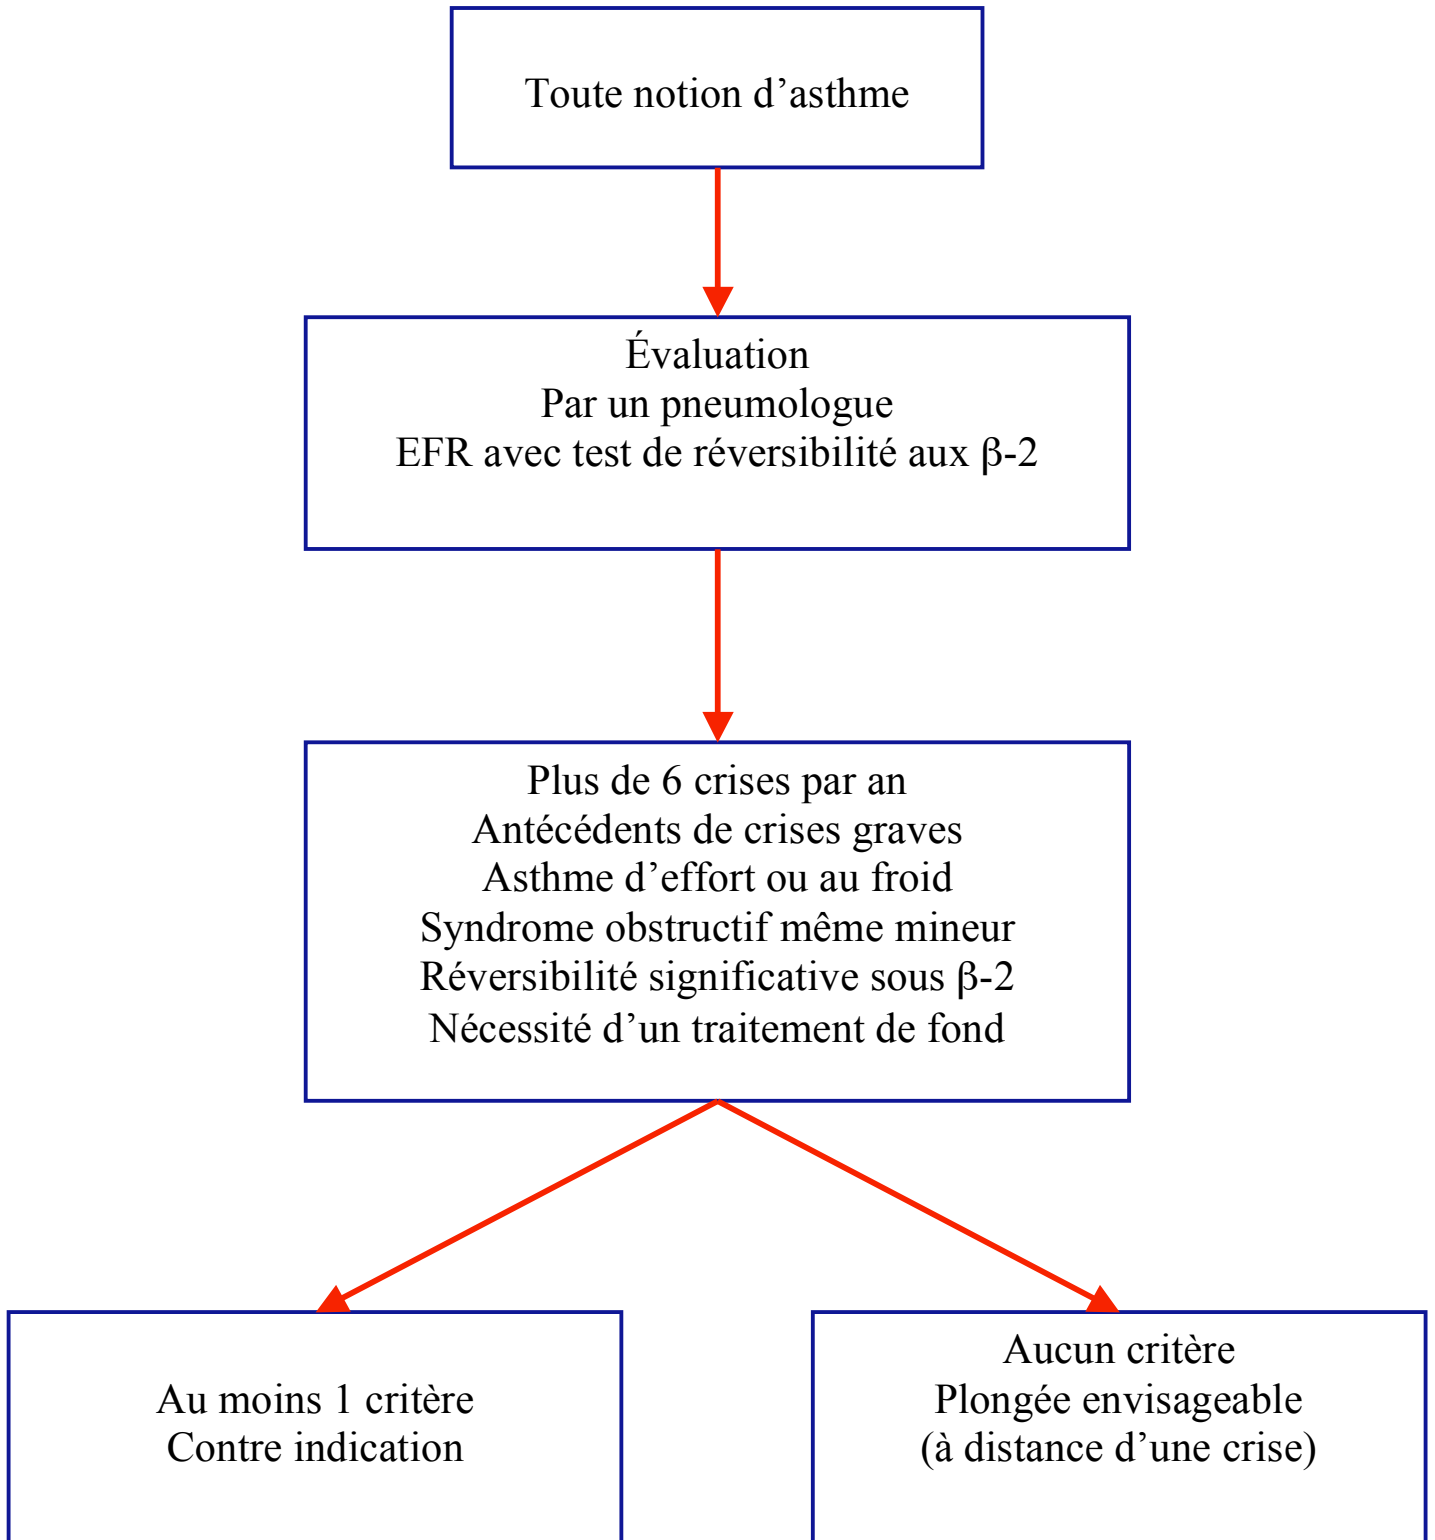 Toute notion d’asthme
Évaluation
Par un pneumologue
EFR avec test de réversibilité aux β-2
Plus de 6 crises par an
Antécédents de crises graves
Asthme d’effort ou au froid
Syndrome obstructif même mineur
Réversibilité significative sous β-2
Nécessité d’un traitement de fond
Au moins 1 critère
Contre indication
Aucun critère
Plongée envisageable
(à distance d’une crise)